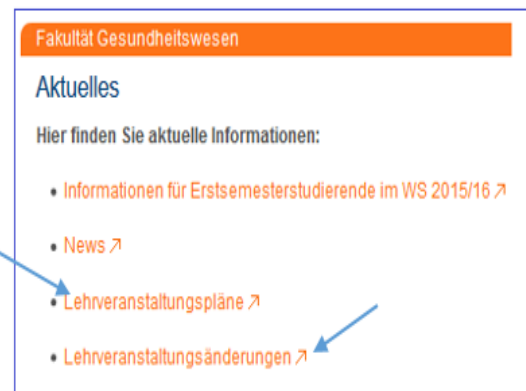 Fakultät Gesundheitswesen
Aktuelles
Hier finden Sie aktuelle Informationen:
• Informationen für Erstsemesterstudierende im WS 2015/16 ↗
• News ↗
• Lehrveranstaltungspläne ↗
• Lehrveranstaltungsänderungen ↗